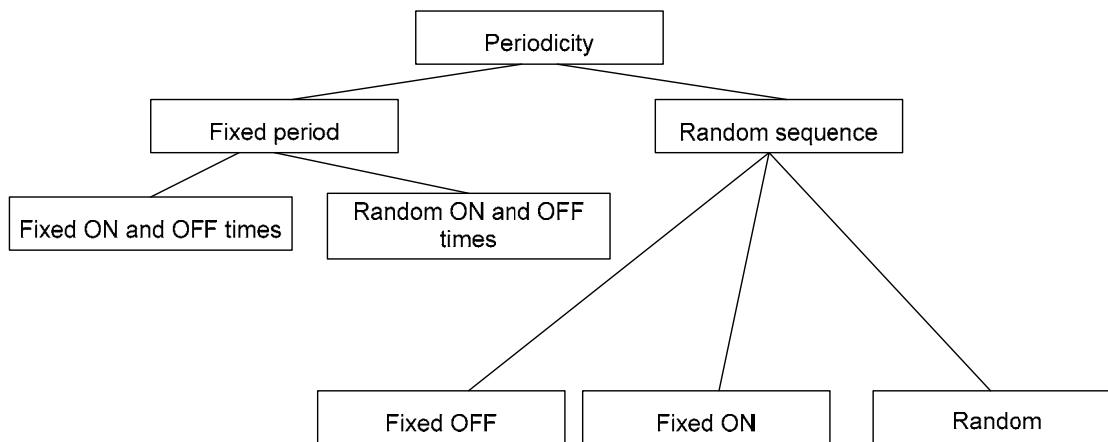 Periodicity
Fixed period
Random sequence
Fixed ON and OFF times
Random ON and OFF
times
Fixed OFF
Fixed ON
Random